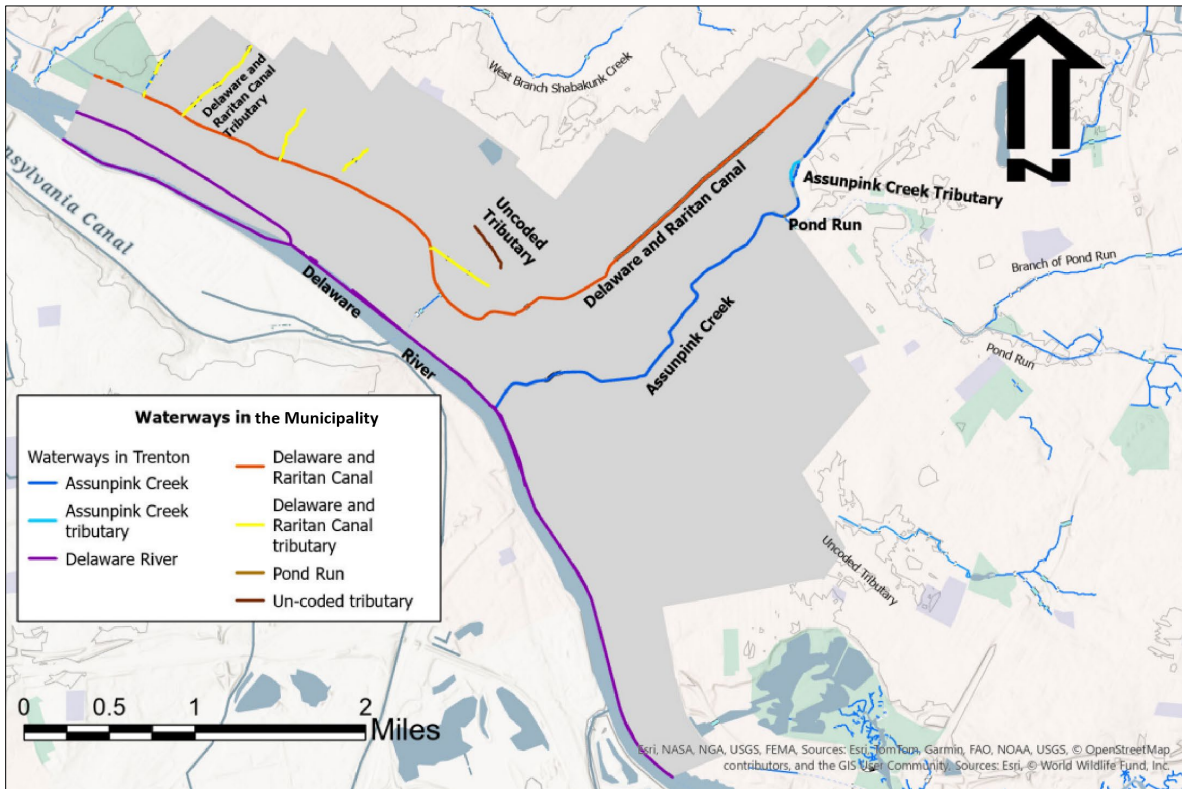 West Branch Shabakunk Creek
Delaware and
Raritan Canal
Tributary
N
Assunpink Creek Tributary
Pond Run
Delaware and Raritan Canal
Uncoded
Tributary
nsylvania Canal
Delaware
River
Assunpink Creek
Branch of Pond Run
Pond Run
Uncoded Tributary
Waterways in the Municipality
Waterways in Trenton
Assunpink Creek
Assunpink Creek
tributary
Delaware River
Delaware and
Raritan Canal
Delaware and
Raritan Canal
tributary
Pond Run
Un-coded tributary
0 0.5 1 2
Miles
Esri, NASA, NGA, USGS, FEMA, Sources: Esri, TomTom, Garmin, FAO, NOAA, USGS, © OpenStreetMap
contributors, and the GIS User Community, Sources: Esri, © World Wildlife Fund, Inc.